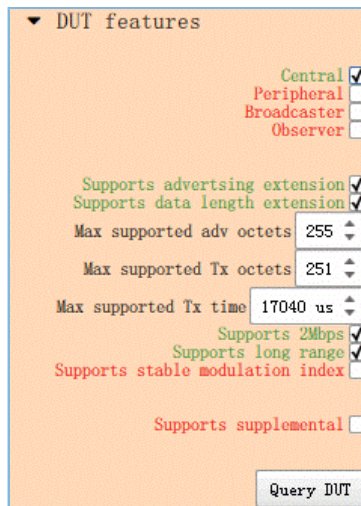 DUT features
Central
Peripheral
Broadcaster
Observer
Supports advertsing extension
Supports data length extension
Max supported adv octets 255
Max supported Tx octets 251
Max supported Tx time 17040 us
Supports 2Mbps
Supports long range
Supports stable modulation index
Supports supplemental
Query DUT